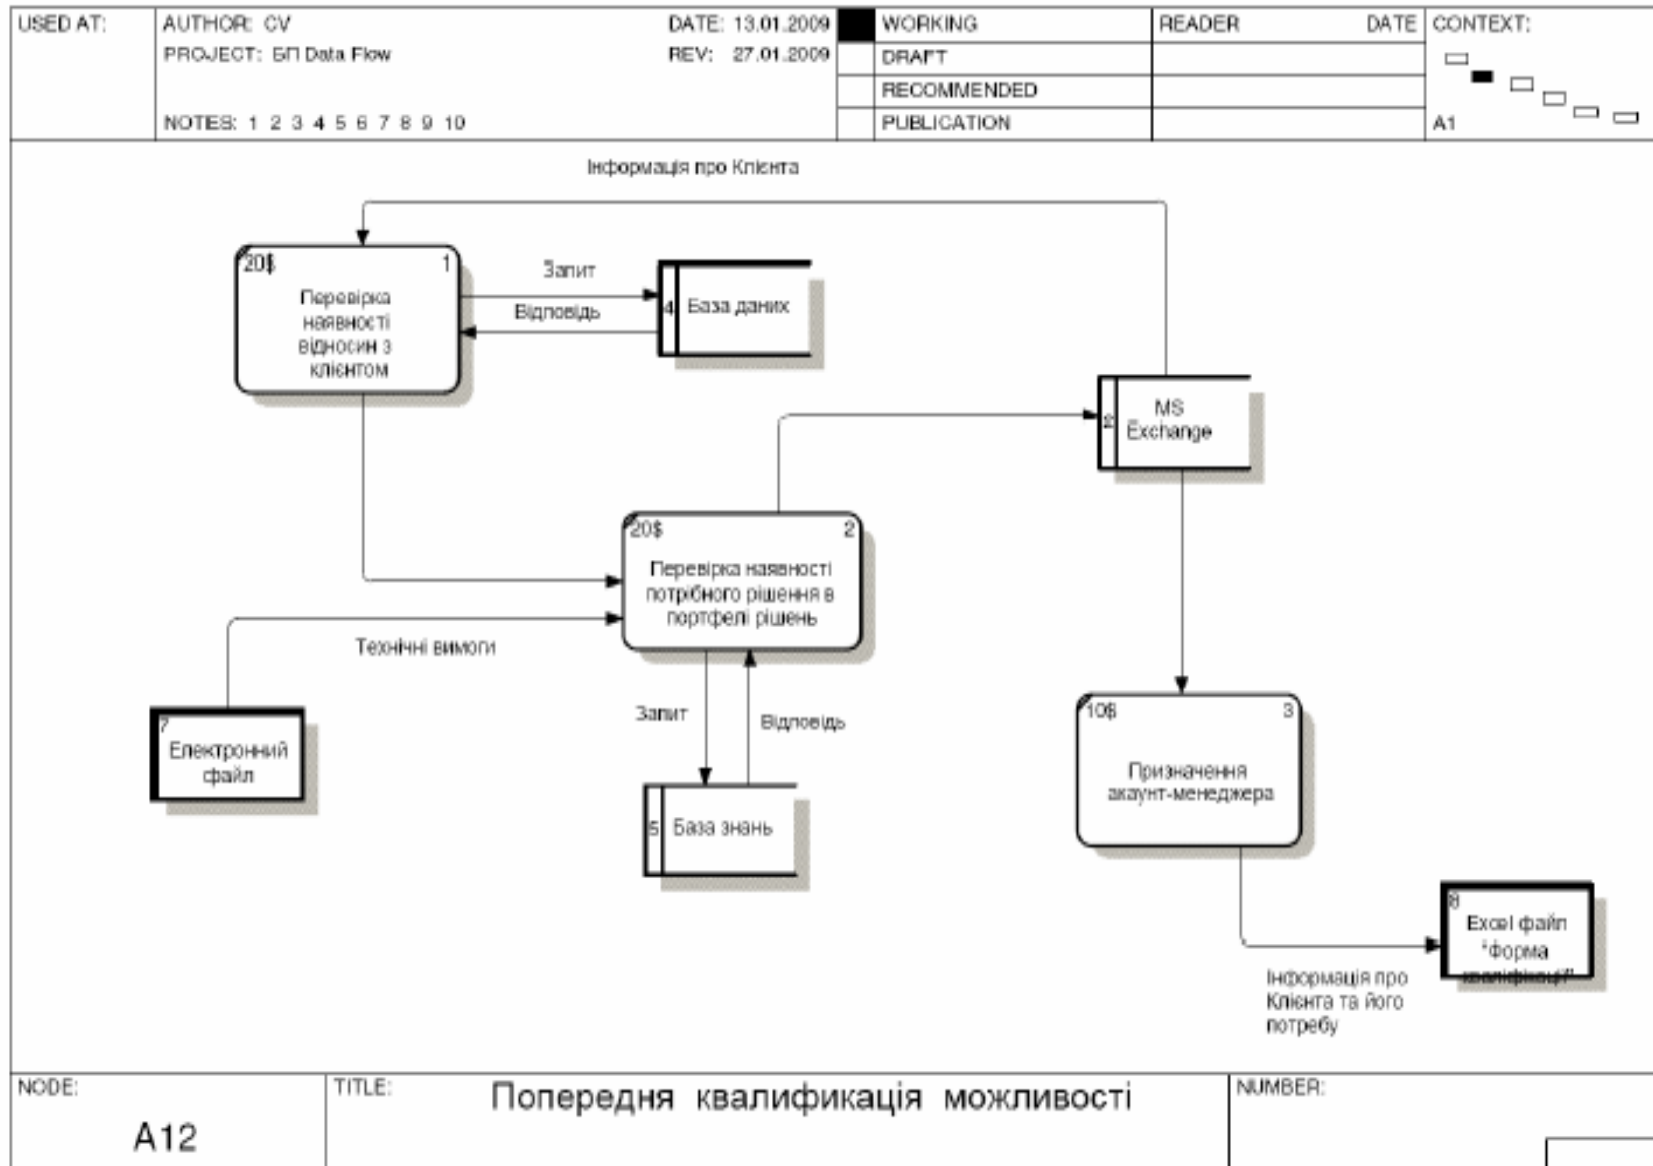 USED AT:
AUTHOR: CV
DATE: 13.01.2009
WORKING
READER
DATE
CONTEXT:
PROJECT: БП Data Flow
REV: 27.01.2009
DRAFT
RECOMMENDED
NOTES: 1 2 3 4 5 6 7 8 9 10
PUBLICATION
A1
Інформація про Клієнта
20$
1
Перевірка
наявності
відносин з
клієнтом
Запит
Відповідь
4
База даних
MS
Exchange
20$
2
Перевірка наявності
потрібного рішення в
портфелі рішень
Технічні вимоги
7
Електронний
файл
Запит
Відповідь
5
База знань
10$
3
Призначення
акаунт-менеджера
8
Excel файл
"Форма
кваліфікації"
Інформація про
Клієнта та його
потребу
NODE:
A12
TITLE:
Попередня квалификація можливості
NUMBER: